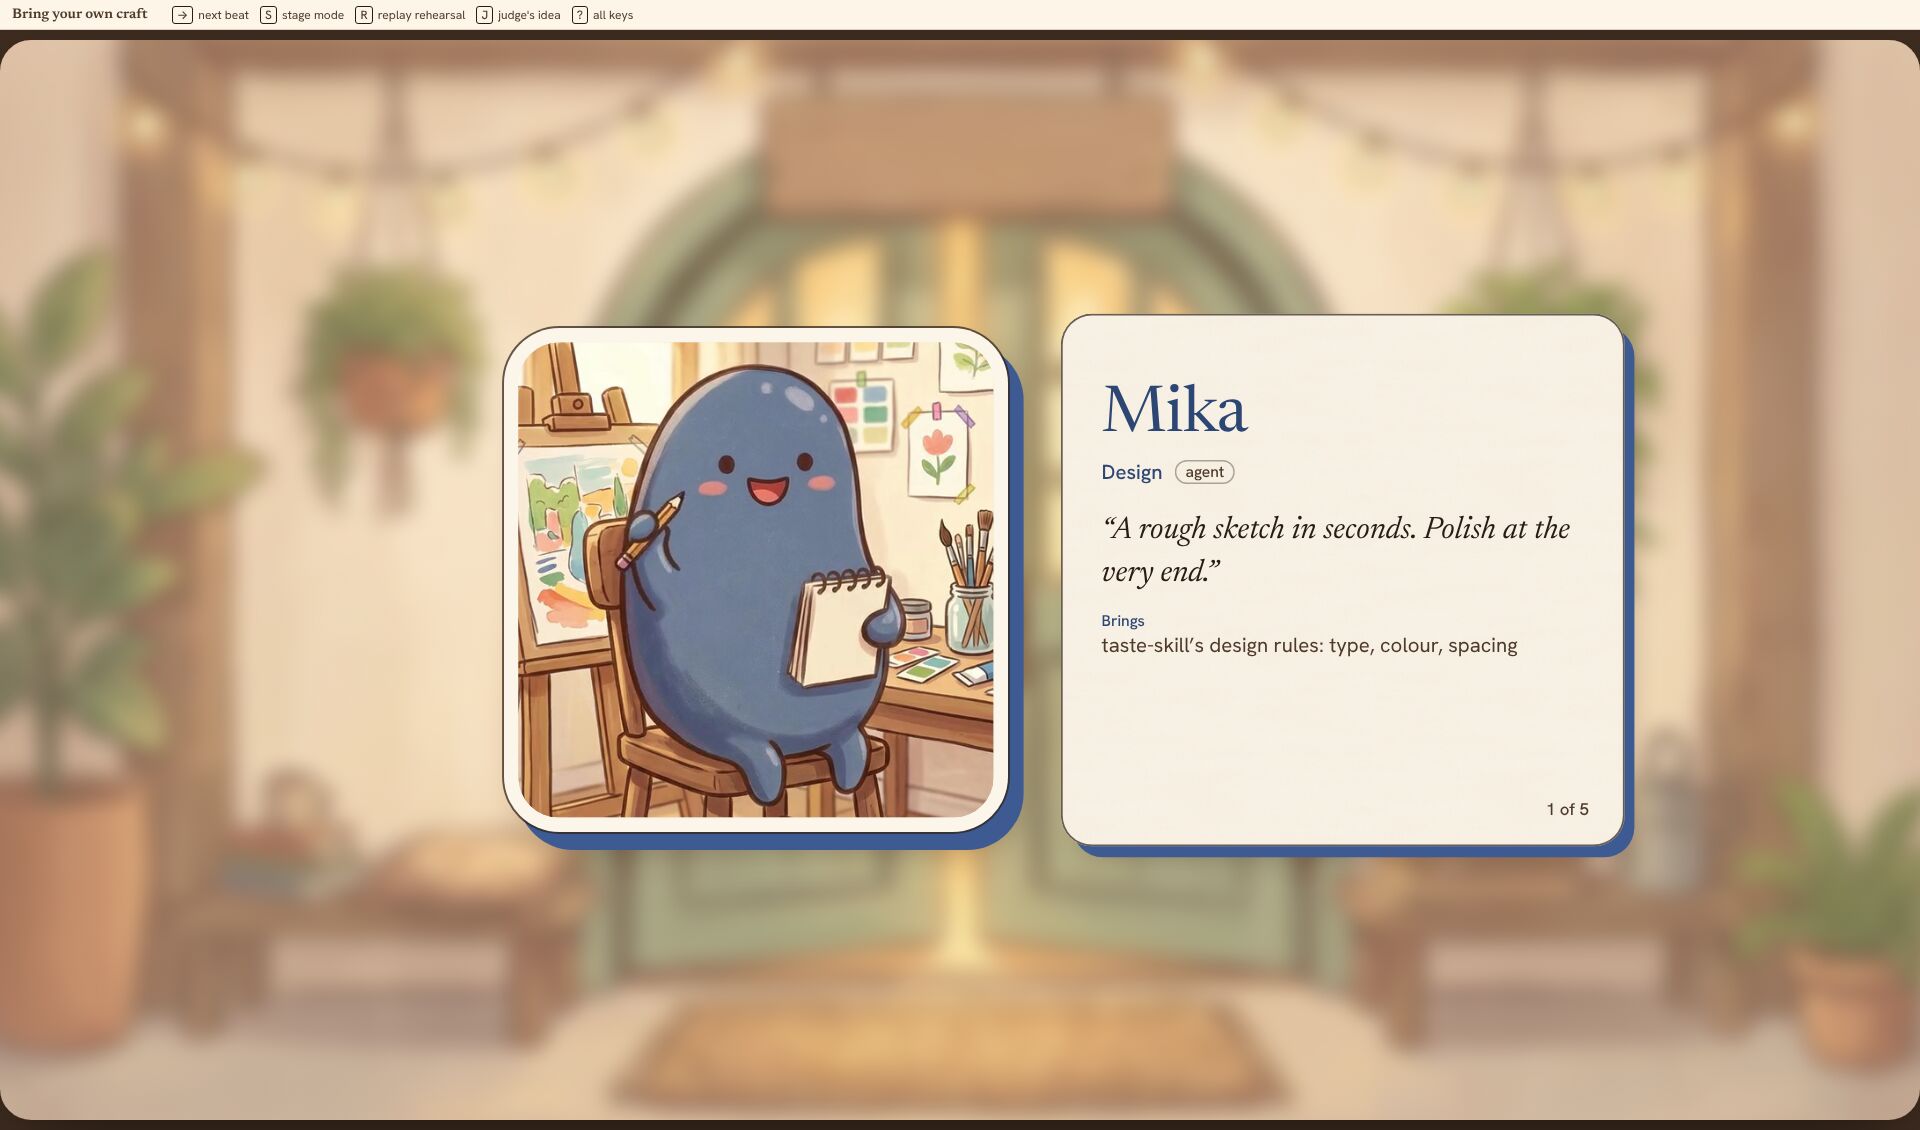 Bring your own craft → next beat S stage mode R replay rehearsal J judge's idea ? all keys
Mika
Design agent
“A rough sketch in seconds. Polish at the
very end.”
Brings
taste-skill’s design rules: type, colour, spacing
1 of 5